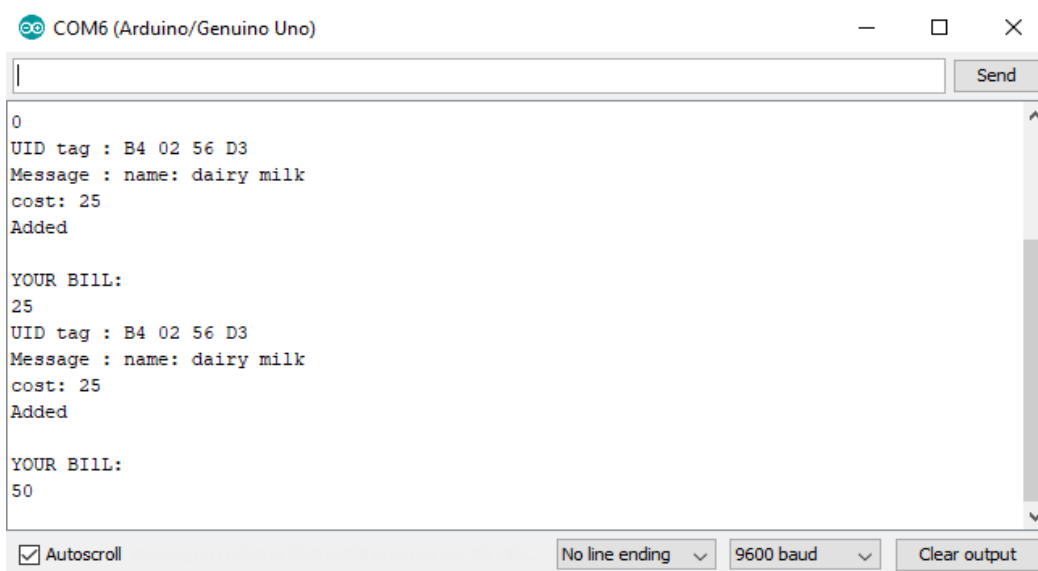 COM6 (Arduino/Genuino Uno)
Send
0
UID tag : B4 02 56 D3
Message : name: dairy milk
cost: 25
Added
YOUR BI1L:
25
UID tag : B4 02 56 D3
Message : name: dairy milk
cost: 25
Added
YOUR BI1L:
50
Autoscroll No line ending 9600 baud Clear output